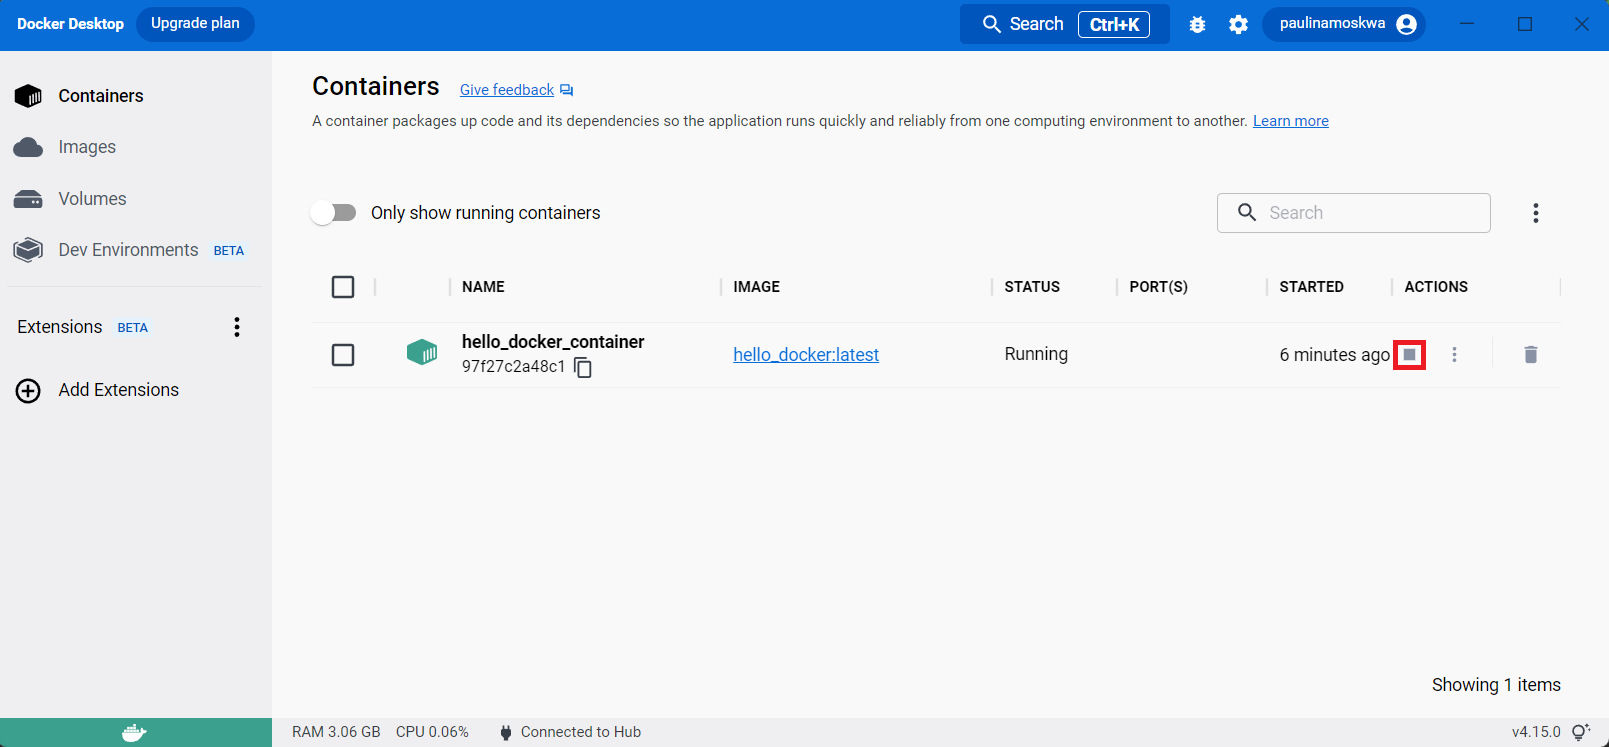 Docker Desktop Upgrade plan Search Ctrl+K paulinamoskwa
Containers
Images
Volumes
Dev Environments BETA
Extensions BETA
Add Extensions
Containers Give feedback
A container packages up code and its dependencies so the application runs quickly and reliably from one computing environment to another. Learn more
Only show running containers Search
NAME IMAGE STATUS PORT(S) STARTED ACTIONS
hello_docker_container
97f27c2a48c1 hello_docker:latest Running 6 minutes ago
Showing 1 items
RAM 3.06 GB CPU 0.06% Connected to Hub v4.15.0